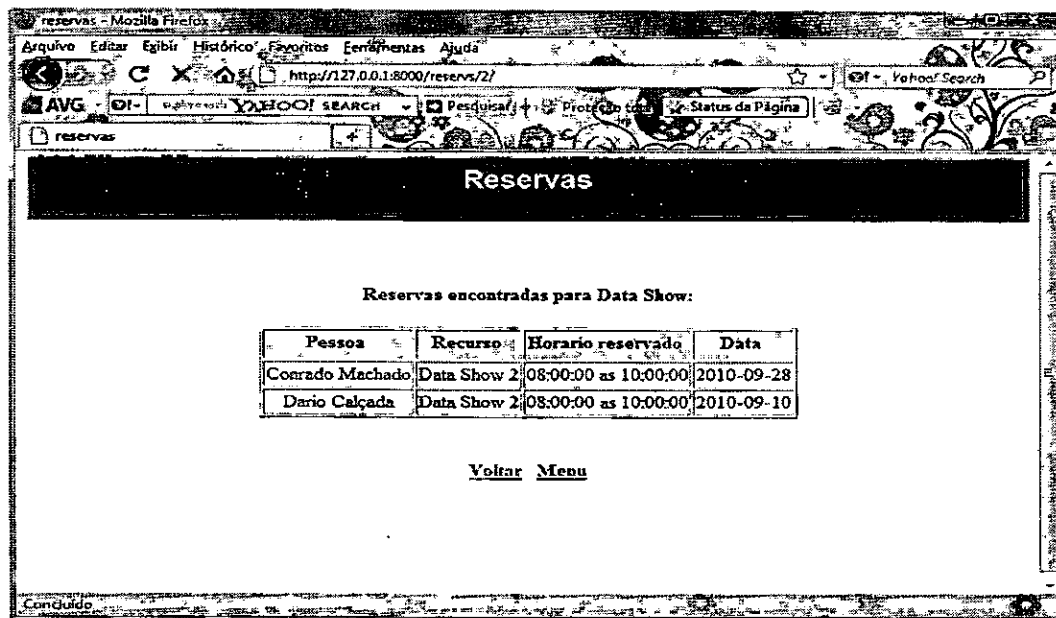 reservas - Mozilla Firefox
Arquivo Editar Exibir Histórico Favoritos Ferramentas Ajuda
http://127.0.0.1:8000/reservs/2/
Yahoo! Search
AVG YAHOO! SEARCH Pesquisar Proteção Status da Página
reservas
Reservas
Reservas encontradas para Data Show:
Pessoa Recurso Horario reservado Data
Conrado Machado Data Show 2 08:00:00 as 10:00:00 2010-09-28
Dario Calçada Data Show 2 08:00:00 as 10:00:00 2010-09-10
Voltar Menu
Concluído